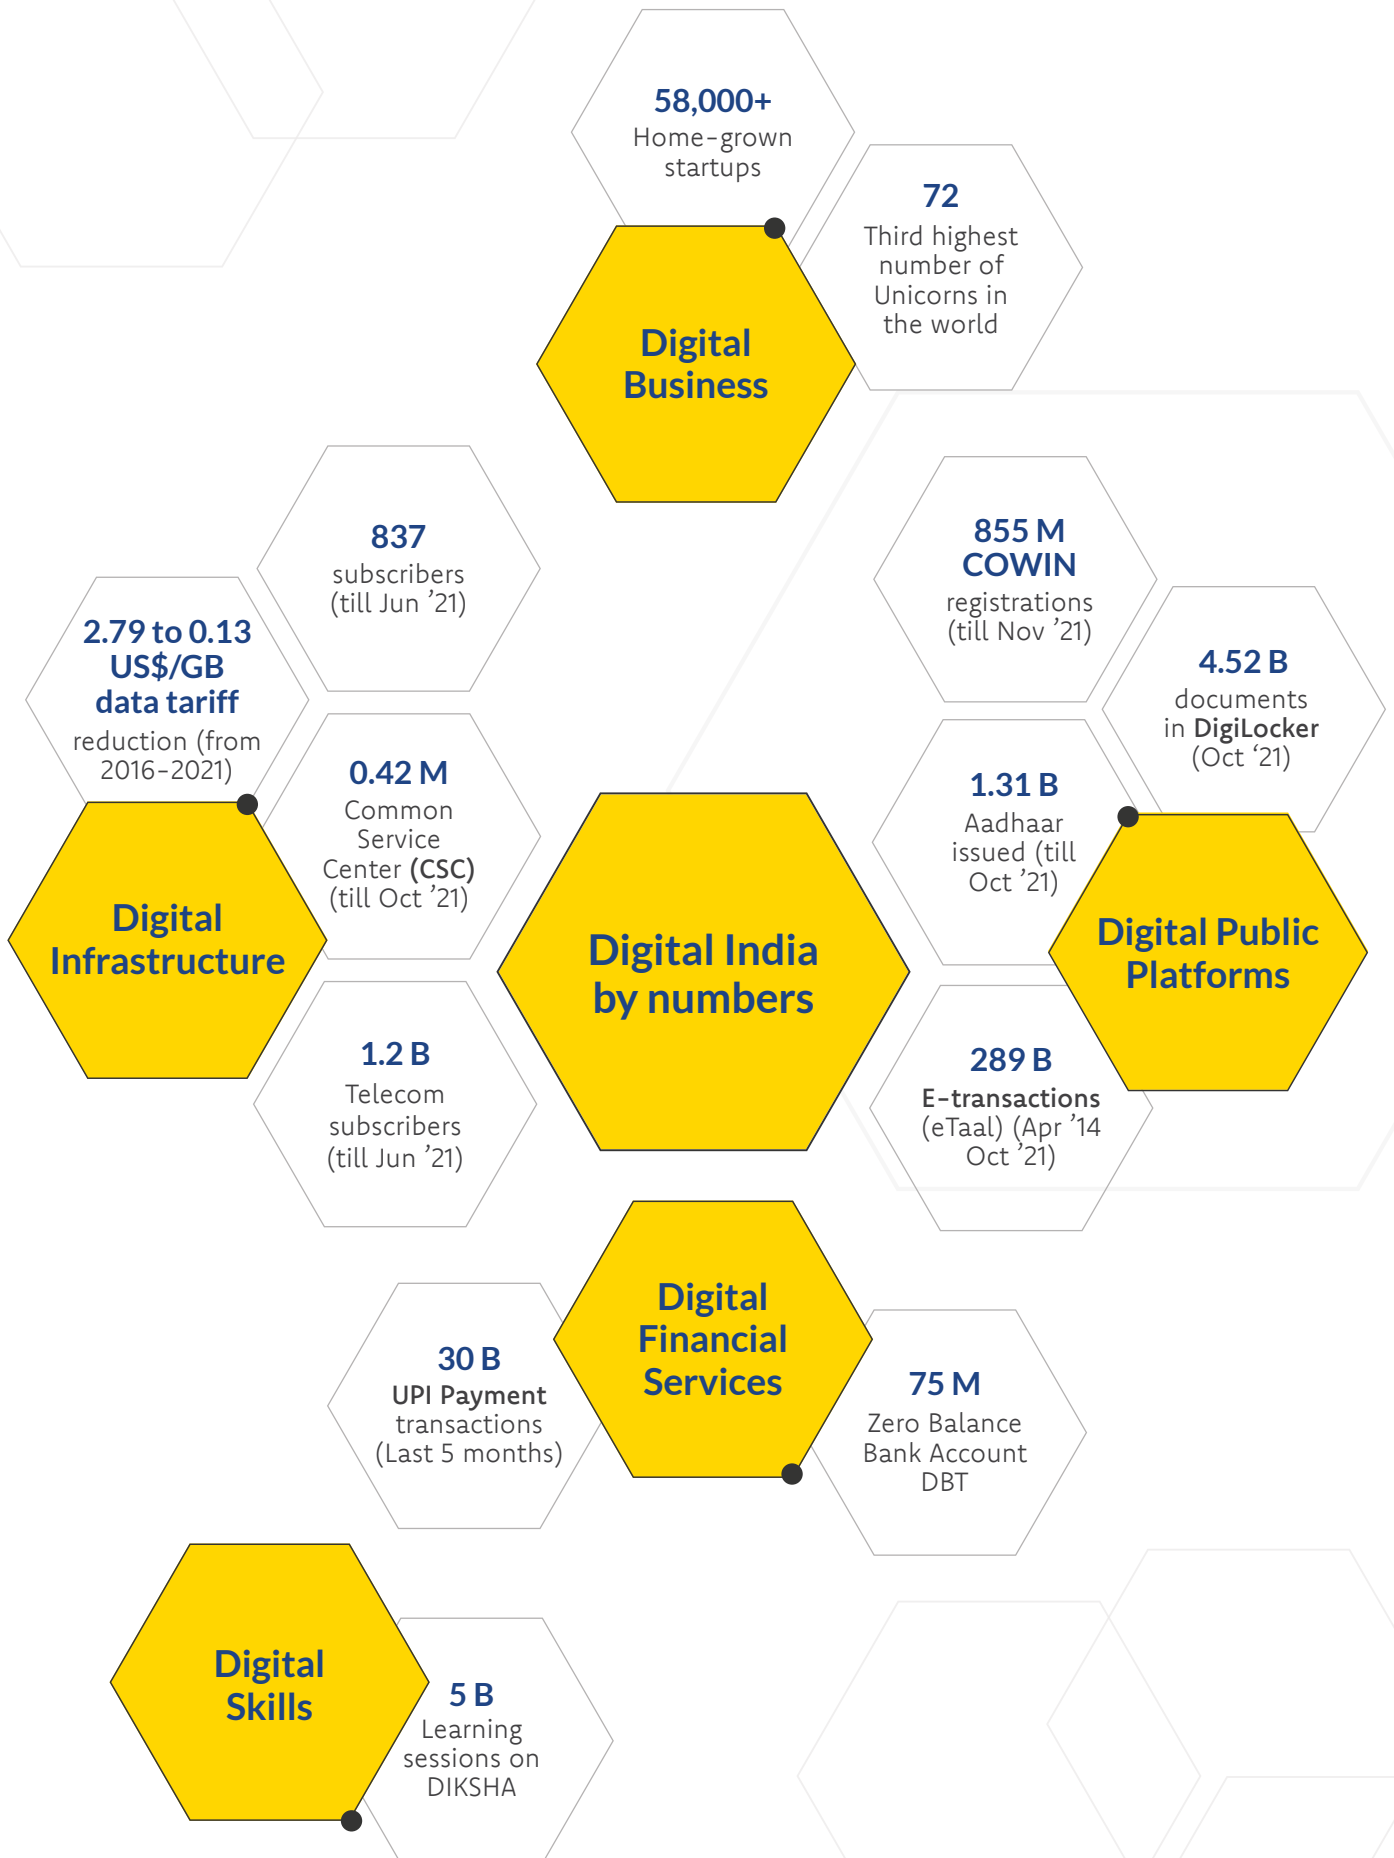 58,000+
Home-grown
startups
72
Third highest
number of
Unicorns in
the world
Digital
Business
837
subscribers
(till Jun ’21)
2.79 to 0.13
US$/GB
data tariff
reduction (from
2016-2021)
0.42 M
Common
Service
Center (CSC)
(till Oct ’21)
Digital
Infrastructure
1.2 B
Telecom
subscribers
(till Jun ’21)
Digital India
by numbers
855 M
COWIN
registrations
(till Nov ’21)
4.52 B
documents
in DigiLocker
(Oct ‘21)
1.31 B
Aadhaar
issued (till
Oct ’21)
Digital Public
Platforms
289 B
E-transactions
(eTaal) (Apr ’14
Oct ’21)
Digital
Financial
Services
30 B
UPI Payment
transactions
(Last 5 months)
75 M
Zero Balance
Bank Account
DBT
Digital
Skills
5 B
Learning
sessions on
DIKSHA